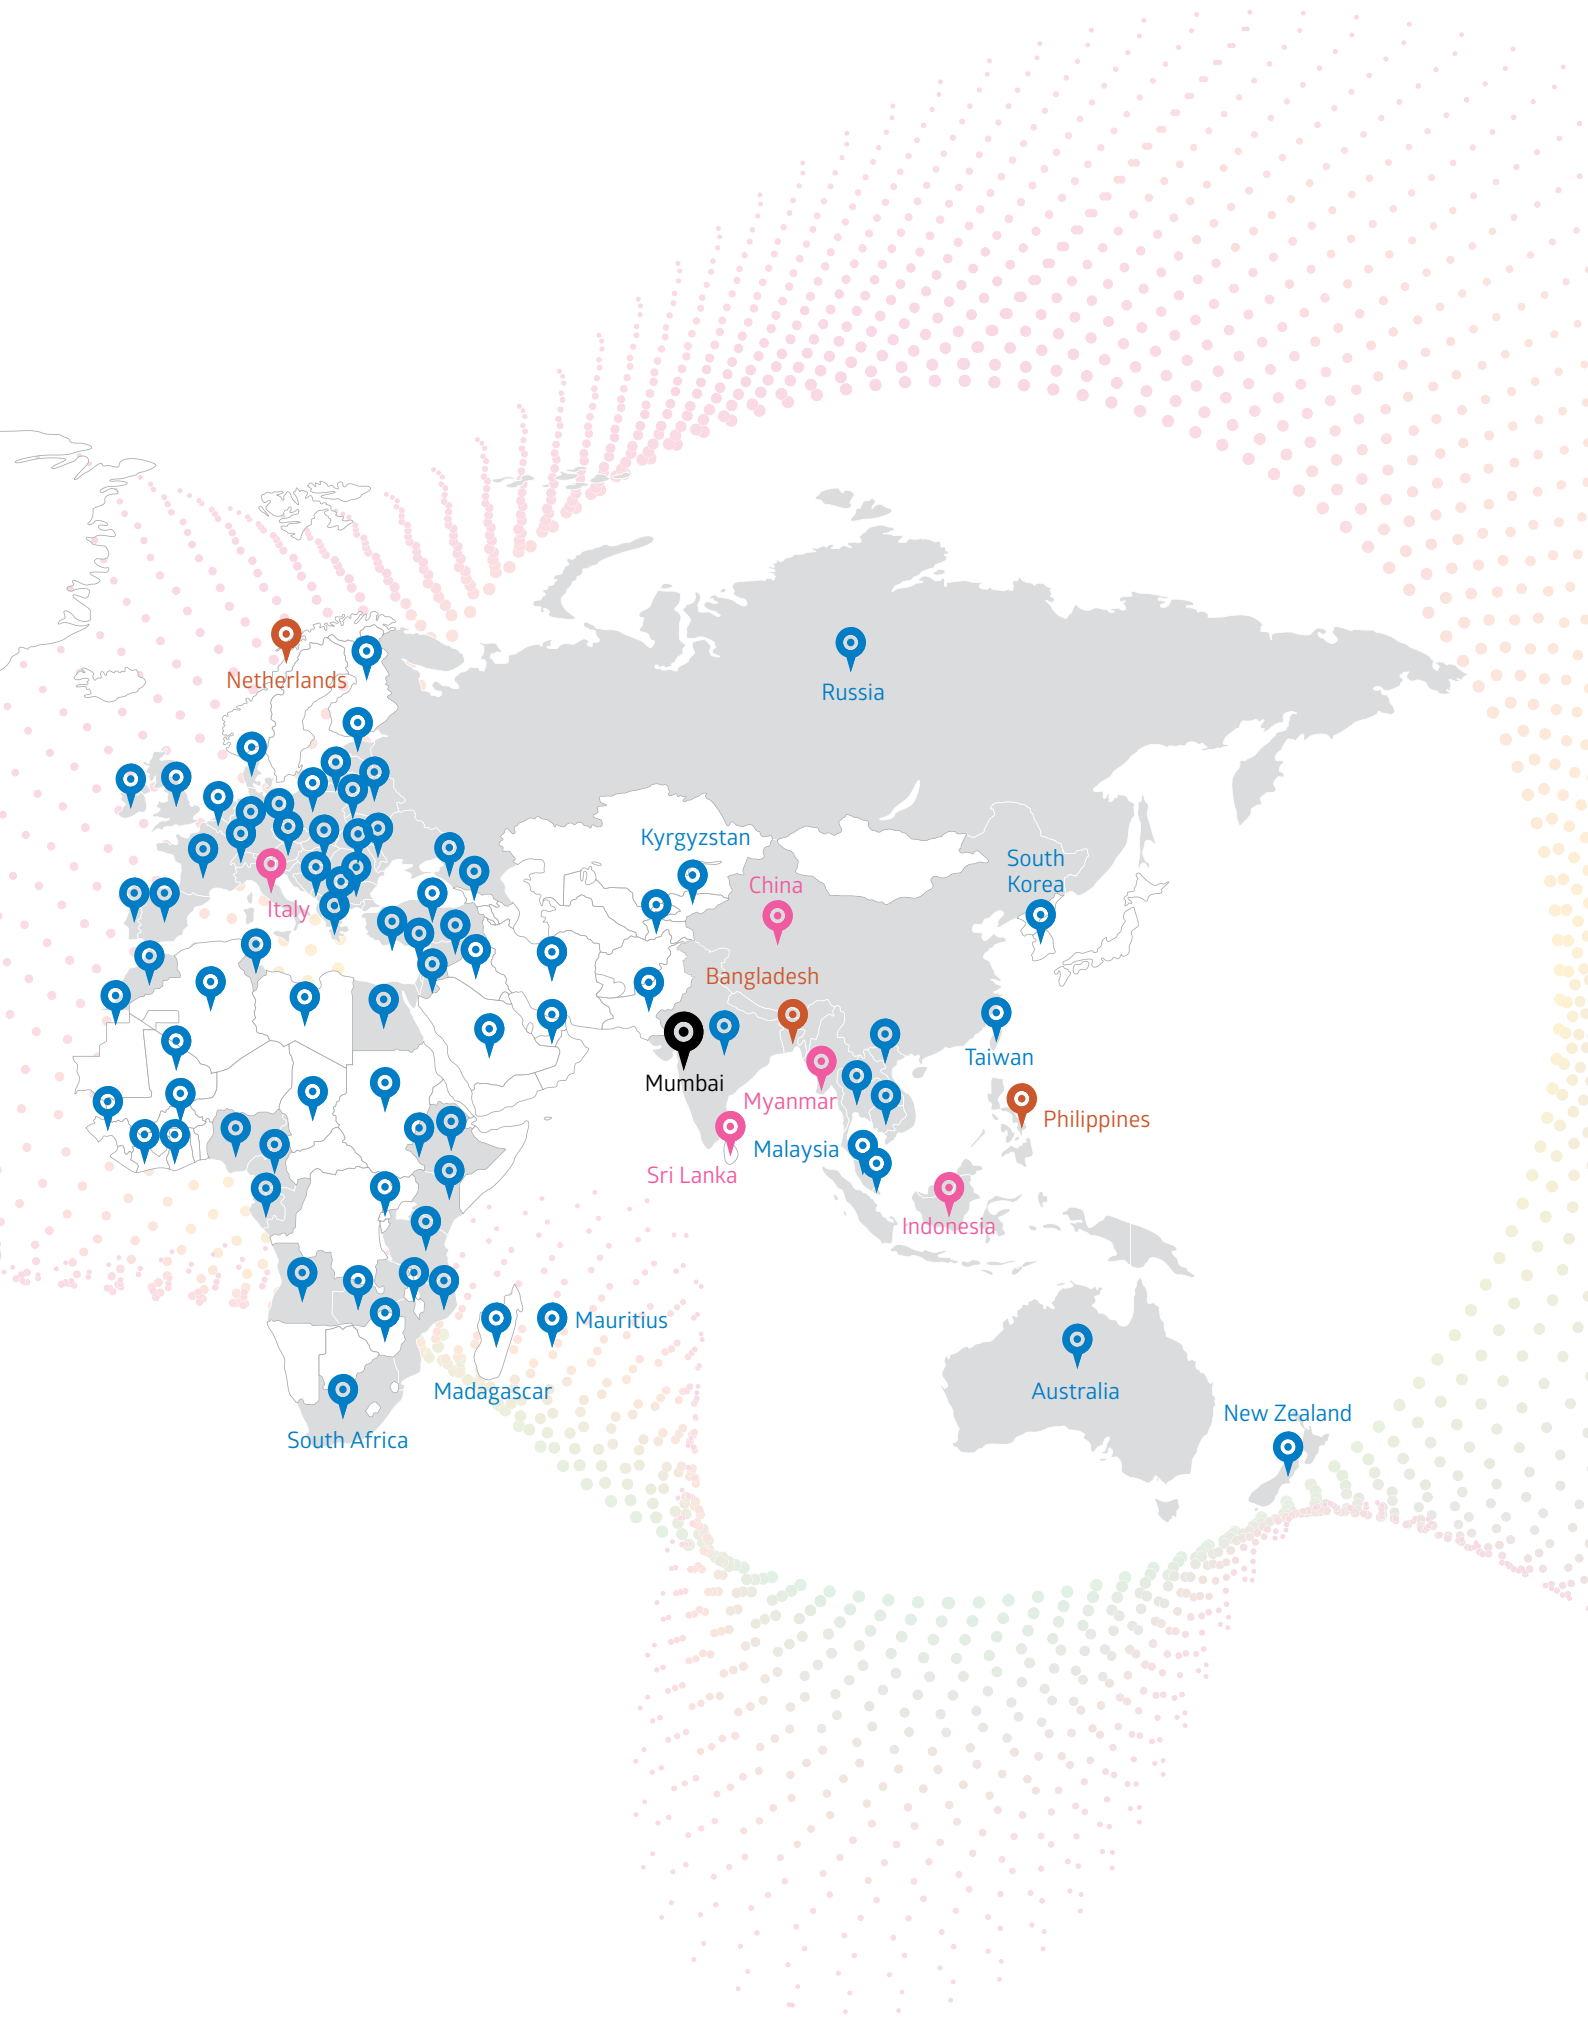 Netherlands
Russia
Kyrgyzstan
South
Korea
China
Italy
Bangladesh
Taiwan
Mumbai
Myanmar
Philippines
Malaysia
Sri Lanka
Indonesia
Mauritius
Madagascar
Australia
New Zealand
South Africa